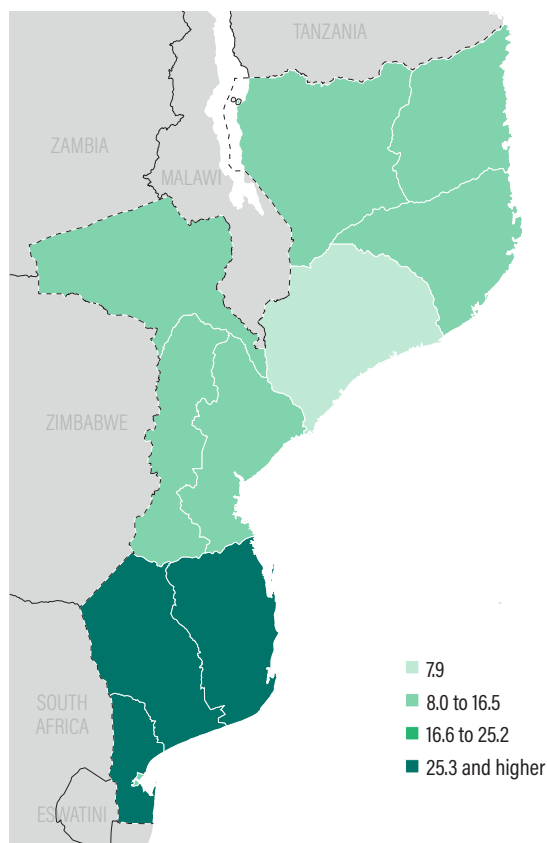 TANZANIA
ZAMBIA
MALAWI
ZIMBABWE
SOUTH
AFRICA
ESWATINI
7.9
8.0 to 16.5
16.6 to 25.2
25.3 and higher